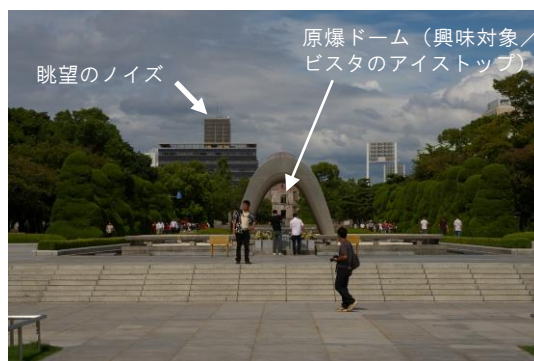 原爆ドーム（興味対象／
ビスタのアイストップ）
眺望のノイズ